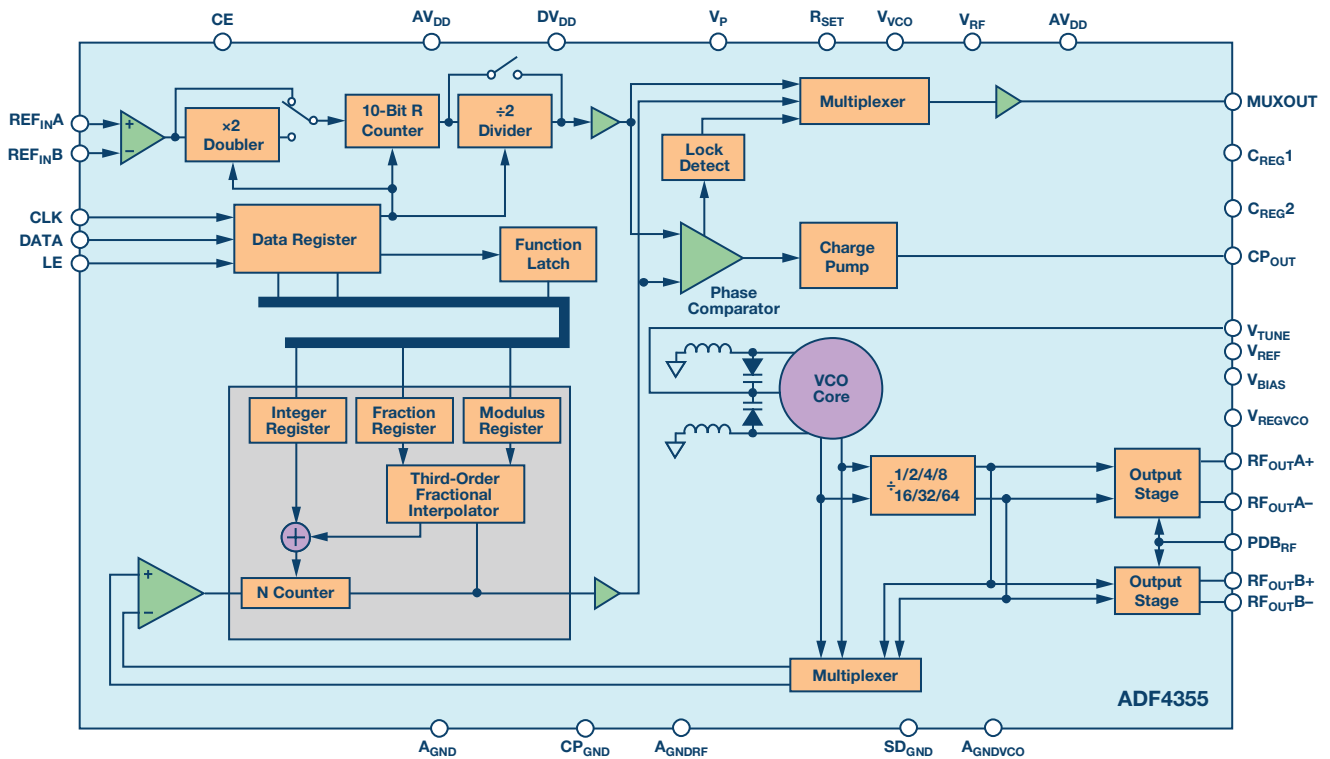 CE
AVDD
DVDD
VP
RSET
VVCO
VRF
AVDD
REFINA
REFINB
+
−
×2
Doubler
10-Bit R
Counter
÷2
Divider
Multiplexer
MUXOUT
Lock
Detect
CREG1
CREG2
CLK
DATA
LE
Data Register
Function
Latch
Phase
Comparator
Charge
Pump
CPOUT
VTUNE
VREF
VBIAS
VREGVCO
VCO
Core
Integer
Register
Fraction
Register
Modulus
Register
Third-Order
Fractional
Interpolator
+
N Counter
+
−
1/2/4/8
÷16/32/64
Output
Stage
RFOUTA+
RFOUTA−
PDBRF
Output
Stage
RFOUTB+
RFOUTB−
Multiplexer
ADF4355
AGND
CPGND
AGNDRF
SDGND
AGNDVCO